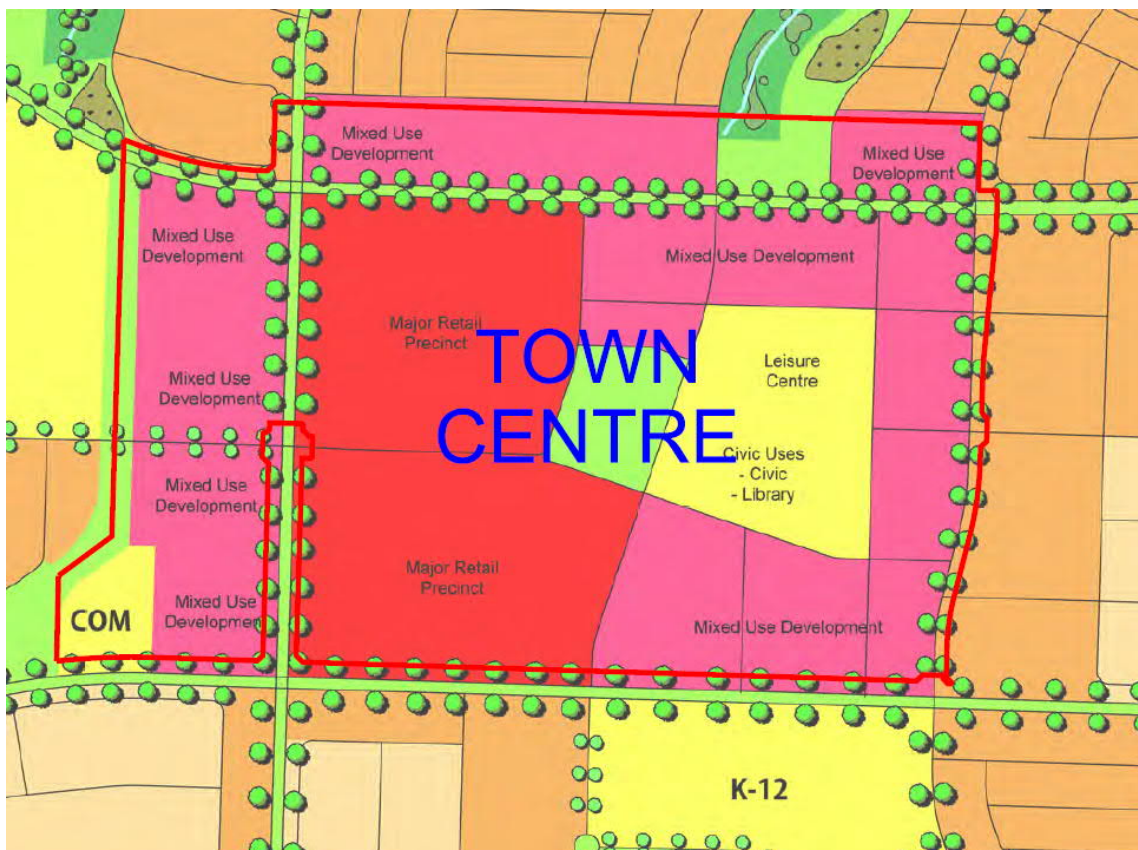 Mixed Use
Development
Mixed Use
Development
Mixed Use
Development
Mixed Use Development
Major Retail
Precinct
TOWN
CENTRE
Leisure
Centre
Mixed Use
Development
Civic Uses
- Civic
- Library
Mixed Use
Development
Major Retail
Precinct
Mixed Use
Development
COM
Mixed Use Development
K-12